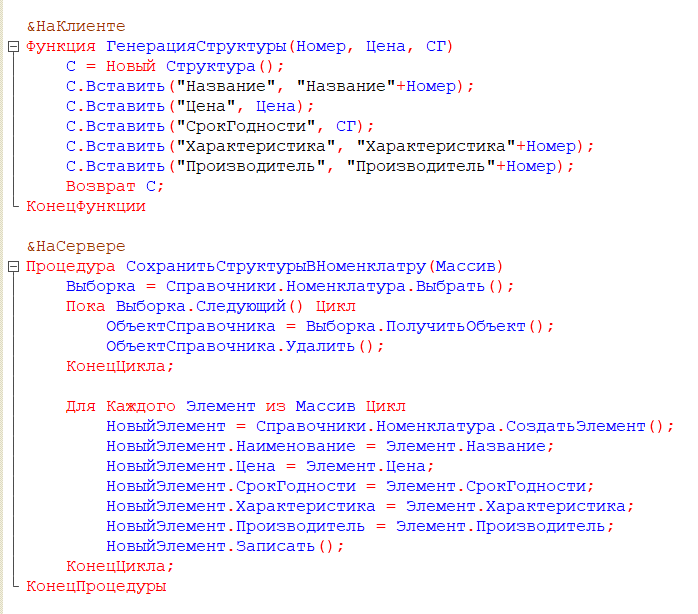 &НаКлиенте
Функция ГенерацияСтруктуры(Номер, Цена, СГ)
С = Новый Структура();
С.Вставить("Название", "Название"+Номер);
С.Вставить("Цена", Цена);
С.Вставить("СрокГодности", СГ);
С.Вставить("Характеристика", "Характеристика"+Номер);
С.Вставить("Производитель", "Производитель"+Номер);
Возврат С;
КонецФункции
&НаСервере
Процедура СохранитьСтруктурыВНоменклатру(Массив)
Выборка = Справочники.Номенклатура.Выбрать();
Пока Выборка.Следующий() Цикл
ОбъектСправочника = Выборка.ПолучитьОбъект();
ОбъектСправочника.Удалить();
КонецЦикла;
Для Каждого Элемент из Массив Цикл
НовыйЭлемент = Справочники.Номенклатура.СоздатьЭлемент();
НовыйЭлемент.Наименование = Элемент.Название;
НовыйЭлемент.Цена = Элемент.Цена;
НовыйЭлемент.СрокГодности = Элемент.СрокГодности;
НовыйЭлемент.Характеристика = Элемент.Характеристика;
НовыйЭлемент.Производитель = Элемент.Производитель;
НовыйЭлемент.Записать();
КонецЦикла;
КонецПроцедуры